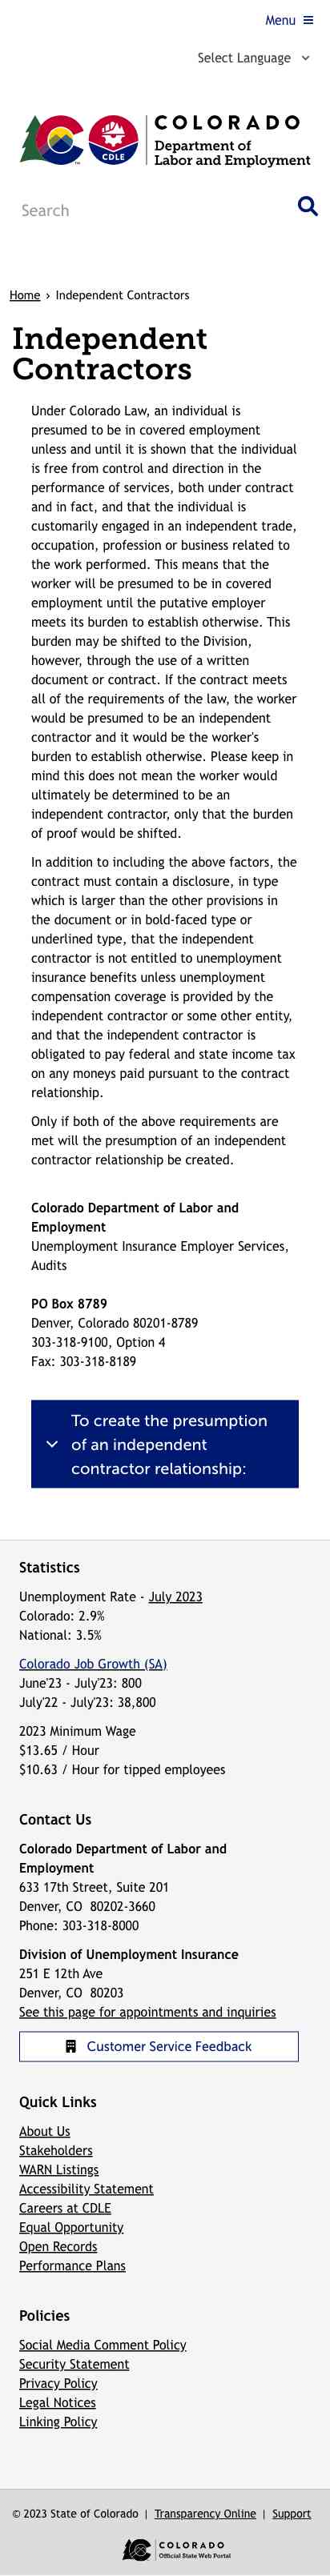 Menu
Select Language
COLORADO
Department of
Labor and Employment
CDLE
TM
Search
Home › Independent Contractors
Independent
Contractors
Under Colorado Law, an individual is
presumed to be in covered employment
unless and until it is shown that the individual
is free from control and direction in the
performance of services, both under contract
and in fact, and that the individual is
customarily engaged in an independent trade,
occupation, profession or business related to
the work performed. This means that the
worker will be presumed to be in covered
employment until the putative employer
meets its burden to establish otherwise. This
burden may be shifted to the Division,
however, through the use of a written
document or contract. If the contract meets
all of the requirements of the law, the worker
would be presumed to be an independent
contractor and it would be the worker's
burden to establish otherwise. Please keep in
mind this does not mean the worker would
ultimately be determined to be an
independent contractor, only that the burden
of proof would be shifted.
In addition to including the above factors, the
contract must contain a disclosure, in type
which is larger than the other provisions in
the document or in bold-faced type or
underlined type, that the independent
contractor is not entitled to unemployment
insurance benefits unless unemployment
compensation coverage is provided by the
independent contractor or some other entity,
and that the independent contractor is
obligated to pay federal and state income tax
on any moneys paid pursuant to the contract
relationship.
Only if both of the above requirements are
met will the presumption of an independent
contractor relationship be created.
Colorado Department of Labor and
Employment
Unemployment Insurance Employer Services,
Audits
PO Box 8789
Denver, Colorado 80201-8789
303-318-9100, Option 4
Fax: 303-318-8189
To create the presumption
of an independent
contractor relationship:
Statistics
Unemployment Rate - July 2023
Colorado: 2.9%
National: 3.5%
Colorado Job Growth (SA)
June'23 - July'23: 800
July'22 - July'23: 38,800
2023 Minimum Wage
$13.65 / Hour
$10.63 / Hour for tipped employees
Contact Us
Colorado Department of Labor and
Employment
633 17th Street, Suite 201
Denver, CO  80202-3660
Phone: 303-318-8000
Division of Unemployment Insurance
251 E 12th Ave
Denver, CO  80203
See this page for appointments and inquiries
Customer Service Feedback
Quick Links
About Us
Stakeholders
WARN Listings
Accessibility Statement
Careers at CDLE
Equal Opportunity
Open Records
Performance Plans
Policies
Social Media Comment Policy
Security Statement
Privacy Policy
Legal Notices
Linking Policy
© 2023 State of Colorado | Transparency Online | Support
COLORADO
Official State Web Portal